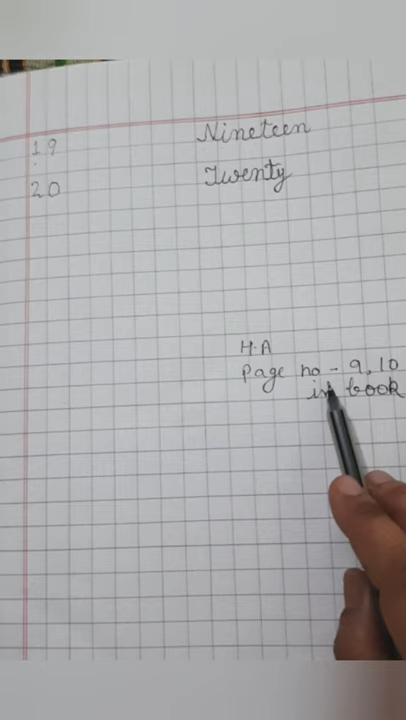 19 Nineteen
20 Twenty
H.A
Page no - 9, 10
in book